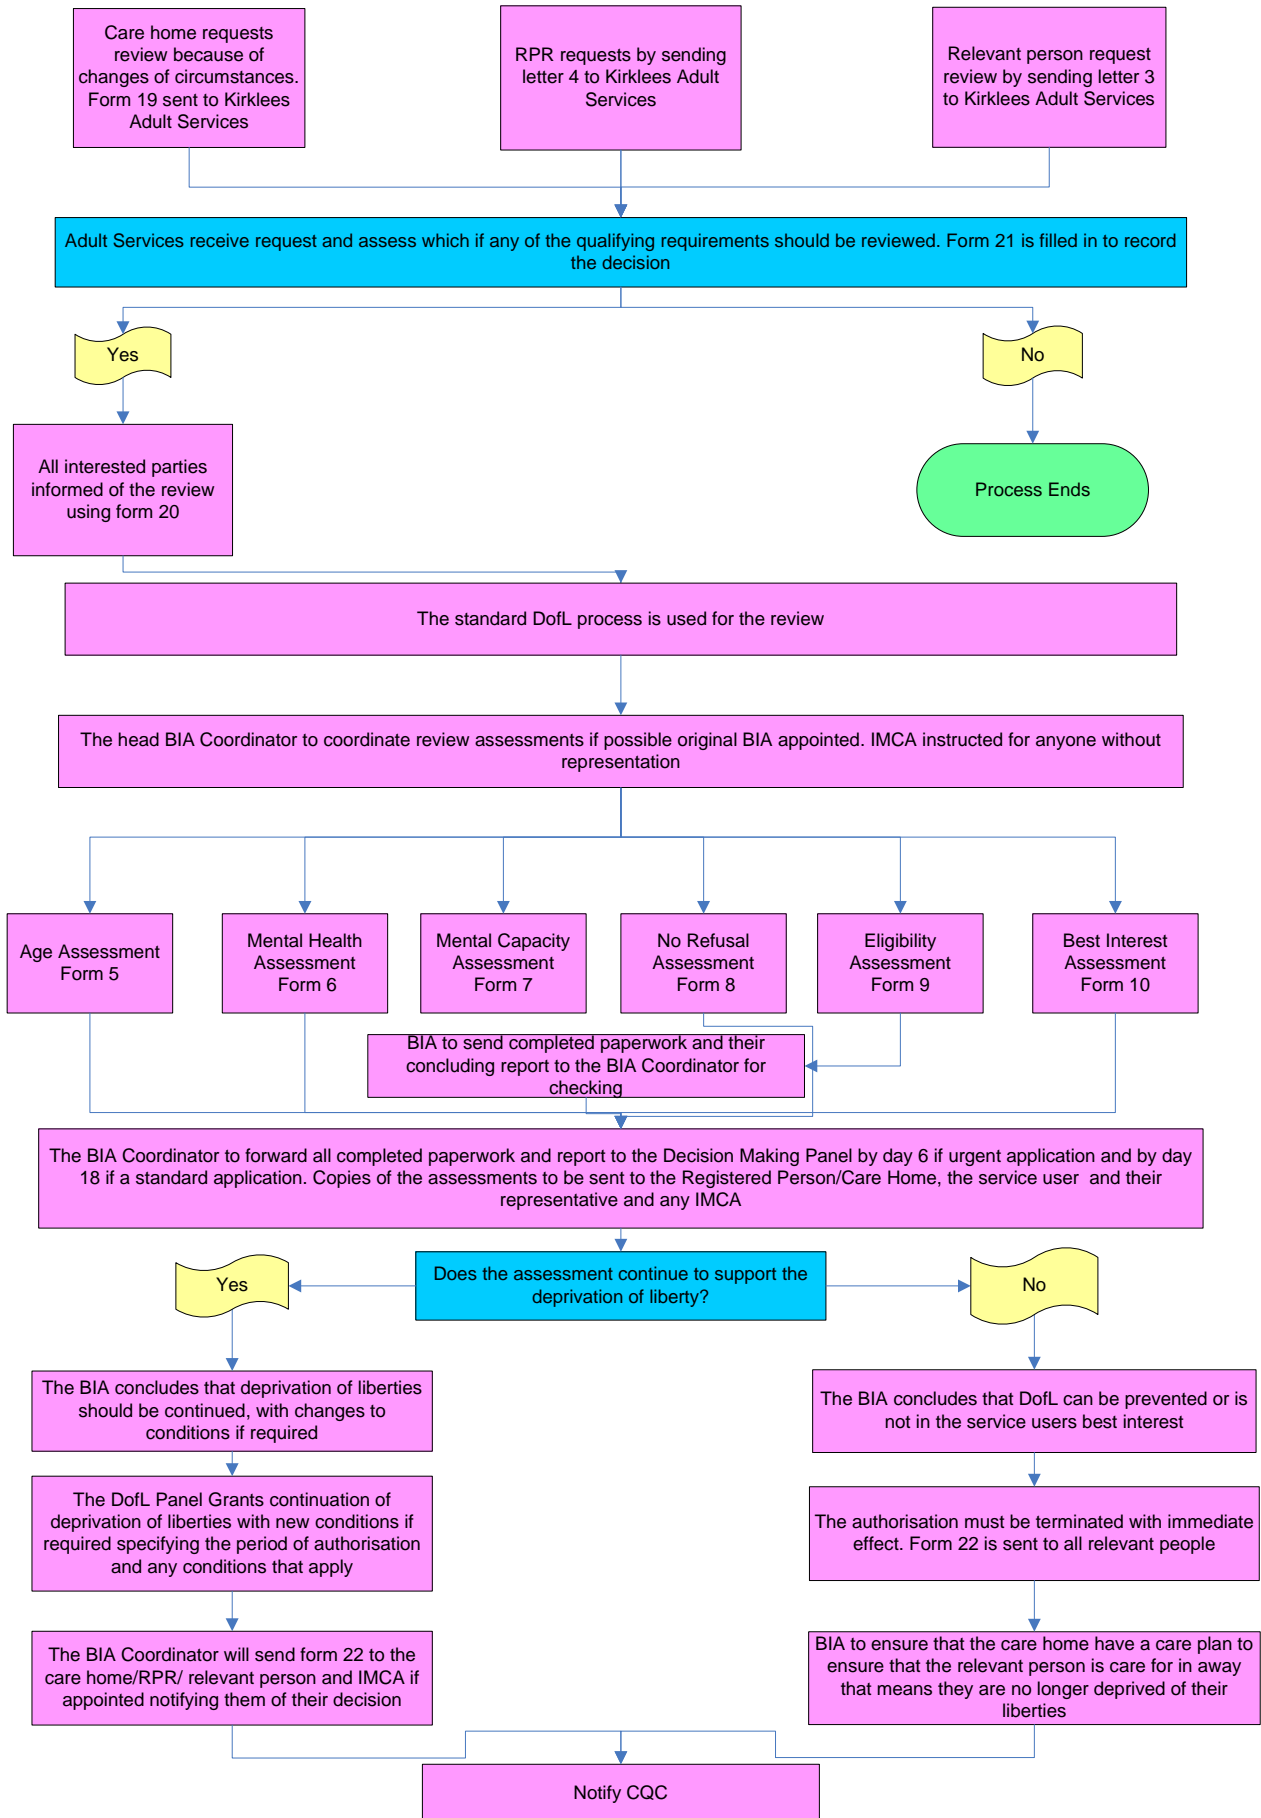 Care home requests
review because of
changes of circumstances.
Form 19 sent to Kirklees
Adult Services
RPR requests by sending
letter 4 to Kirklees Adult
Services
Relevant person request
review by sending letter 3
to Kirklees Adult Services
Adult Services receive request and assess which if any of the qualifying requirements should be reviewed. Form 21 is filled in to record
the decision
Yes
No
All interested parties
informed of the review
using form 20
Process Ends
The standard DofL process is used for the review
The head BIA Coordinator to coordinate review assessments if possible original BIA appointed. IMCA instructed for anyone without
representation
Age Assessment
Form 5
Mental Health
Assessment
Form 6
Mental Capacity
Assessment
Form 7
No Refusal
Assessment
Form 8
Eligibility
Assessment
Form 9
Best Interest
Assessment
Form 10
BIA to send completed paperwork and their
concluding report to the BIA Coordinator for
checking
The BIA Coordinator to forward all completed paperwork and report to the Decision Making Panel by day 6 if urgent application and by day
18 if a standard application. Copies of the assessments to be sent to the Registered Person/Care Home, the service user  and their
representative and any IMCA
Yes
Does the assessment continue to support the
deprivation of liberty?
No
The BIA concludes that deprivation of liberties
should be continued, with changes to
conditions if required
The BIA concludes that DofL can be prevented or is
not in the service users best interest
The DofL Panel Grants contination of
deprivation of liberties with new conditions if
required specifying the period of authorisation
and any conditions that apply
The authorisation must be terminated with immediate
effect. Form 22 is sent to all relevant people
The BIA Coordinator will send form 22 to the
care home/RPR/ relevant person and IMCA if
appointed notifying them of their decision
BIA to ensure that the care home have a care plan to
ensure that the relevant person is care for in away
that means they are no longer deprived of their
liberties
Notify CQC